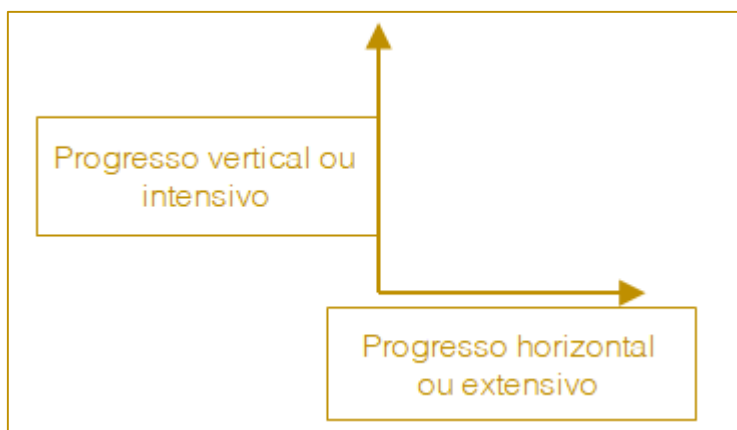 Progresso vertical ou
intensivo
Progresso horizontal
ou extensivo